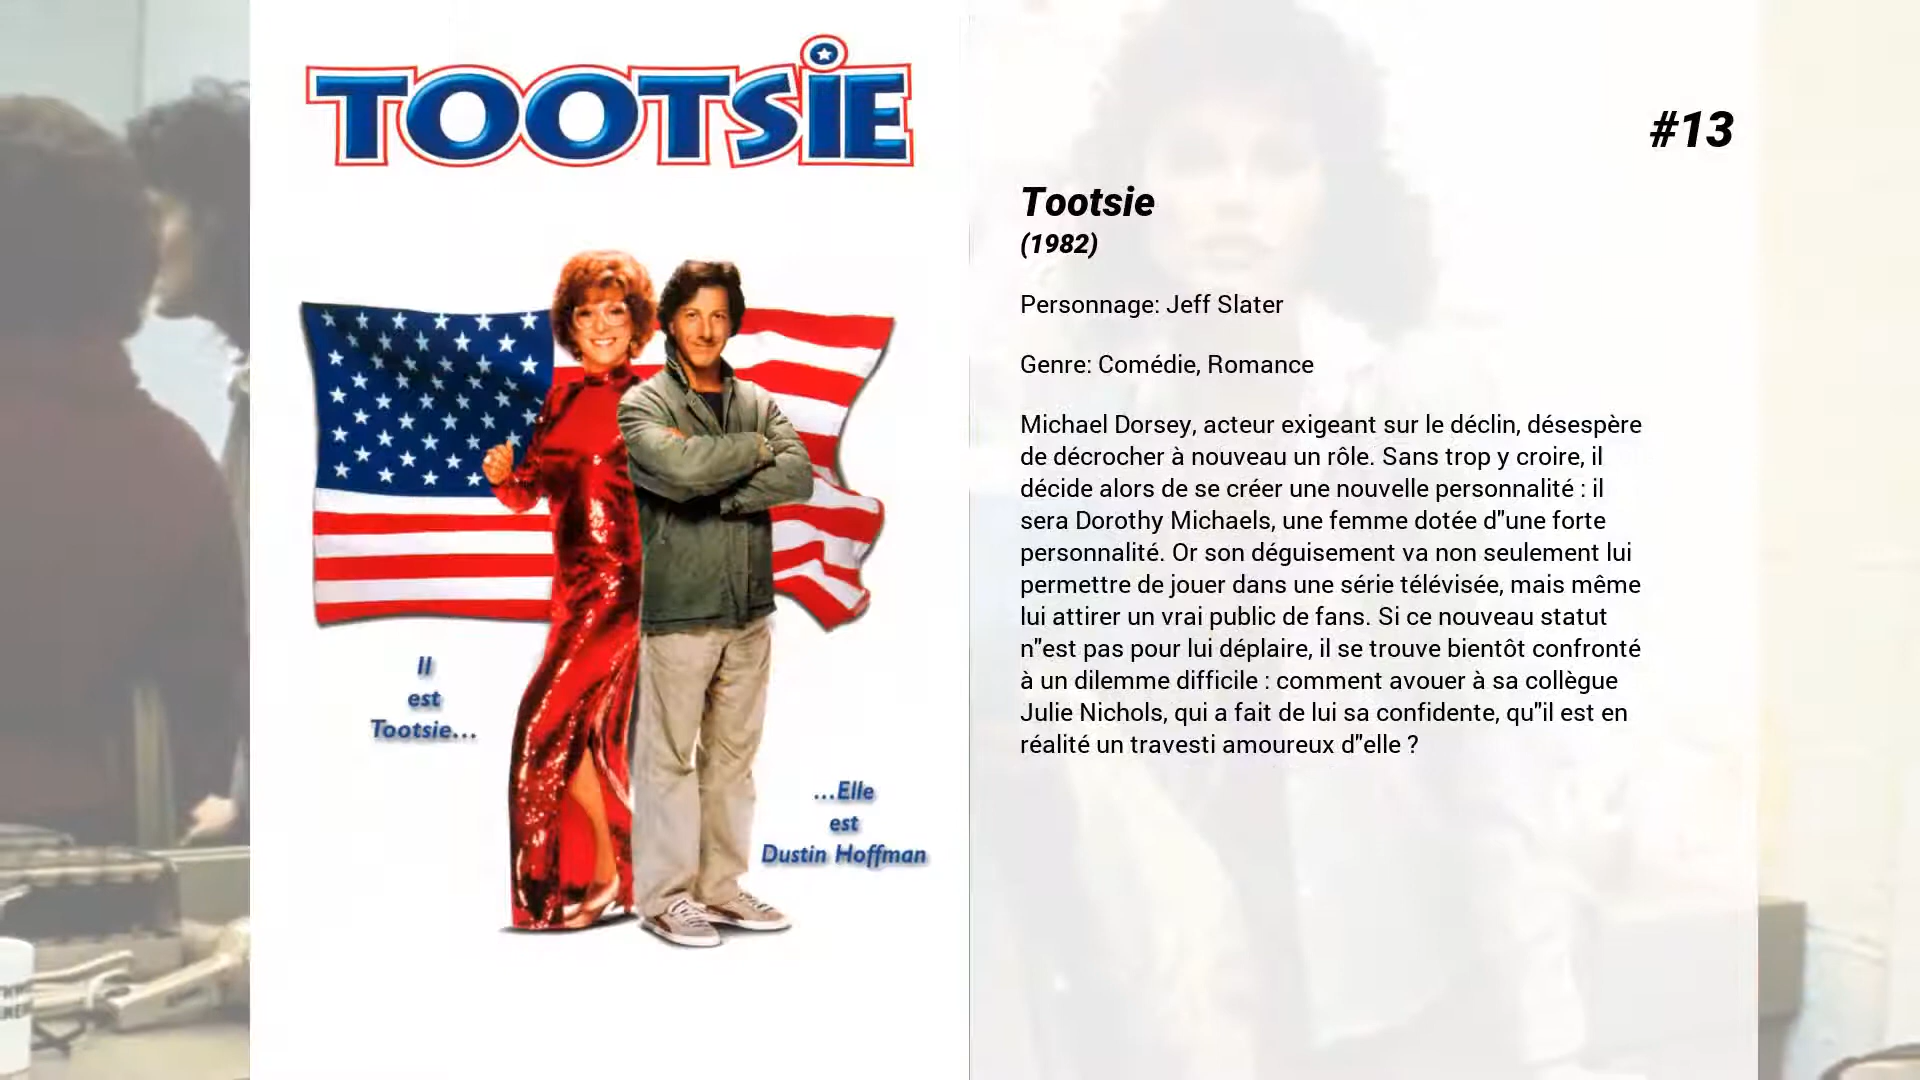 TOOTSIE
Il
est
Tootsie...
...Elle
est
Dustin Hoffman
#13
Tootsie
(1982)
Personnage: Jeff Slater
Genre: Comédie, Romance
Michael Dorsey, acteur exigeant sur le déclin, désespère
de décrocher à nouveau un rôle. Sans trop y croire, il
décide alors de se créer une nouvelle personnalité : il
sera Dorothy Michaels, une femme dotée d"une forte
personnalité. Or son déguisement va non seulement lui
permettre de jouer dans une série télévisée, mais même
lui attirer un vrai public de fans. Si ce nouveau statut
n"est pas pour lui déplaire, il se trouve bientôt confronté
à un dilemme difficile : comment avouer à sa collègue
Julie Nichols, qui a fait de lui sa confidente, qu"il est en
réalité un travesti amoureux d"elle ?